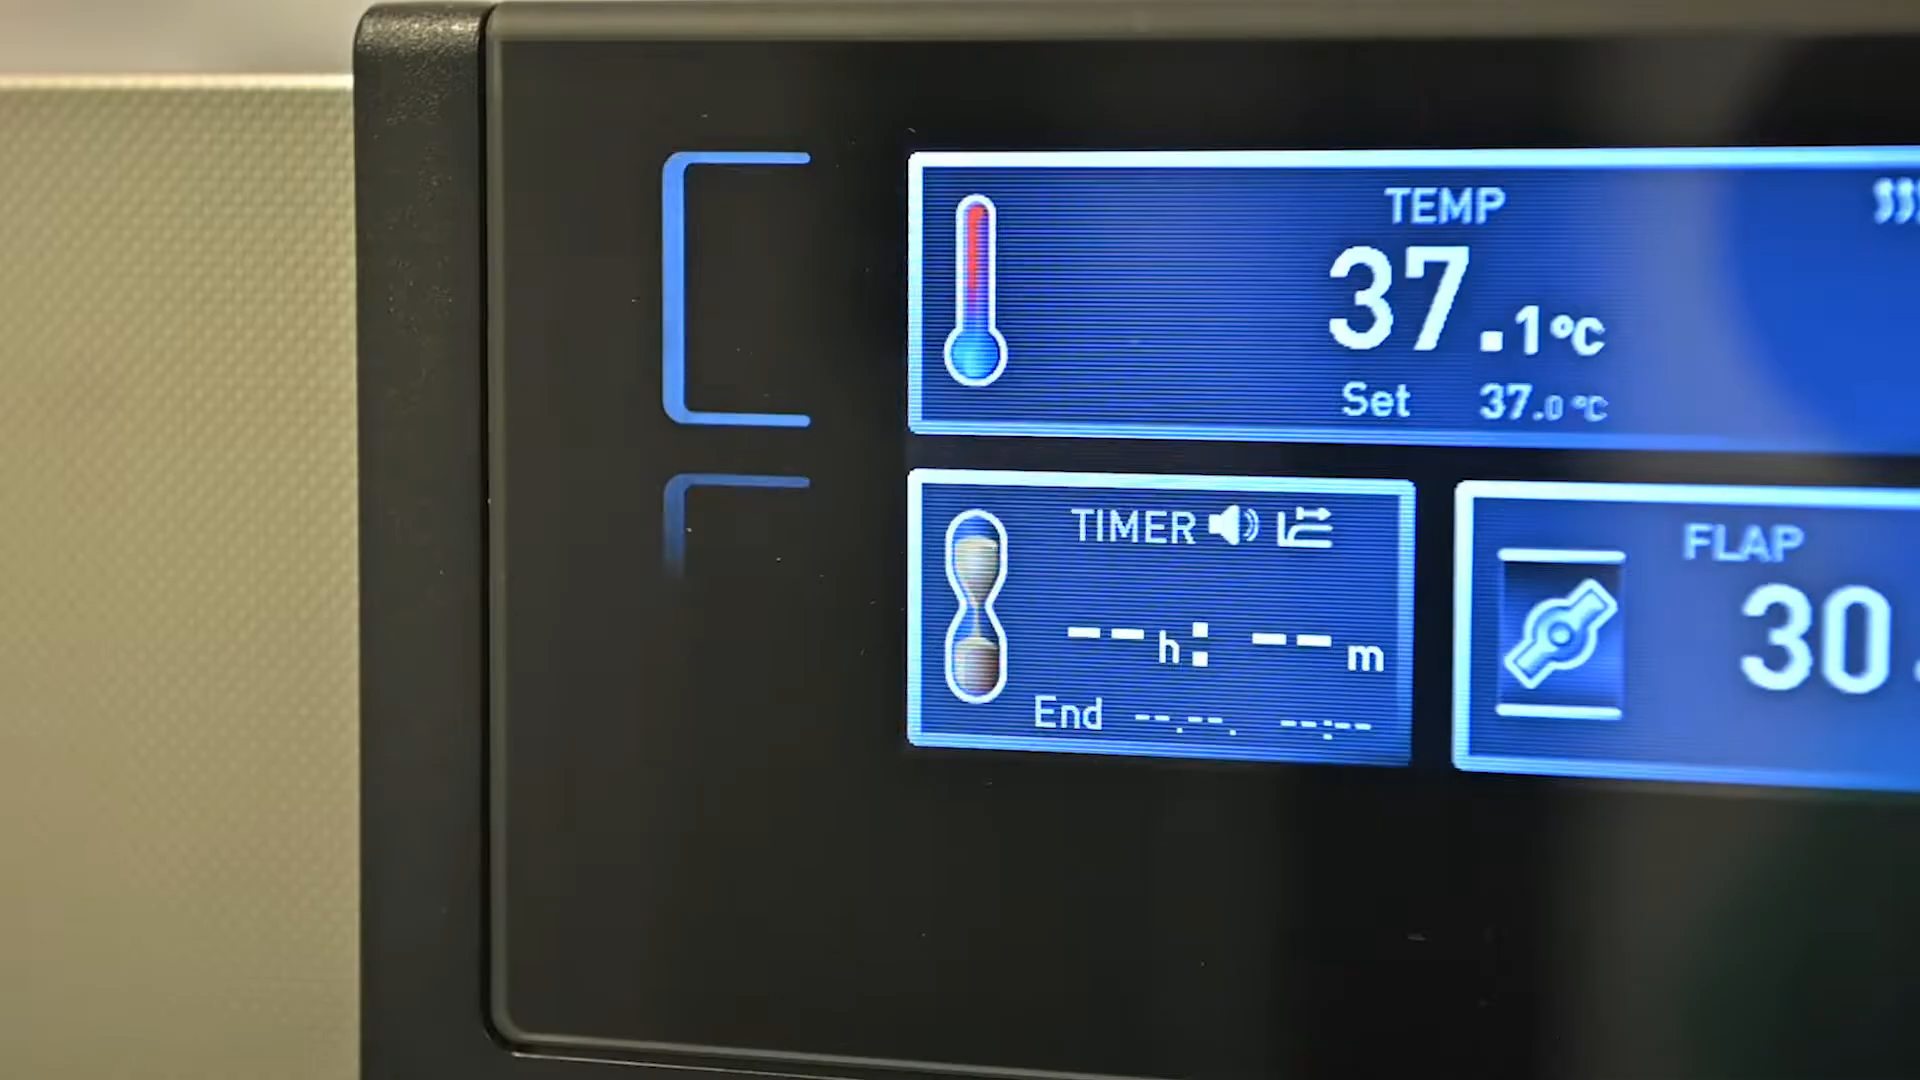 TEMP
37.1°C
Set 37.0 °C
TIMER
--h: --m
End --.--. --:--
FLAP
30